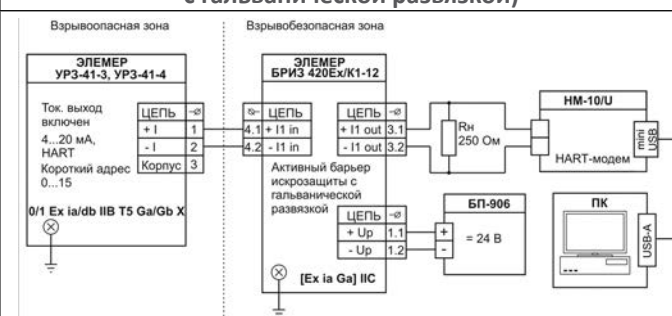 с гальванической развязкой)
Взрывоопасная зона
Взрывобезопасная зона
ЭЛЕМЕР
УРЗ-41-3, УРЗ-41-4
Ток. выход
включен
4...20 мА,
HART
Короткий адрес
0...15
ЦЕПЬ
+ I 1
- I 2
Корпус 3
0/1 Ex ia/db IIB T5 Ga/Gb X
ЭЛЕМЕР
БРИЗ 420Ex/К1-12
ЦЕПЬ
4.1 + I1 in
4.2 - I1 in
ЦЕПЬ
+ I1 out 3.1
- I1 out 3.2
Активный барьер
искрозащиты с
гальванической
развязкой
ЦЕПЬ
+ Up 1.1
- Up 1.2
[Ex ia Ga] IIC
Rн
250 Ом
НМ-10/U
mini
USB
HART-модем
БП-906
+
-
= 24 В
ПК
USB-A